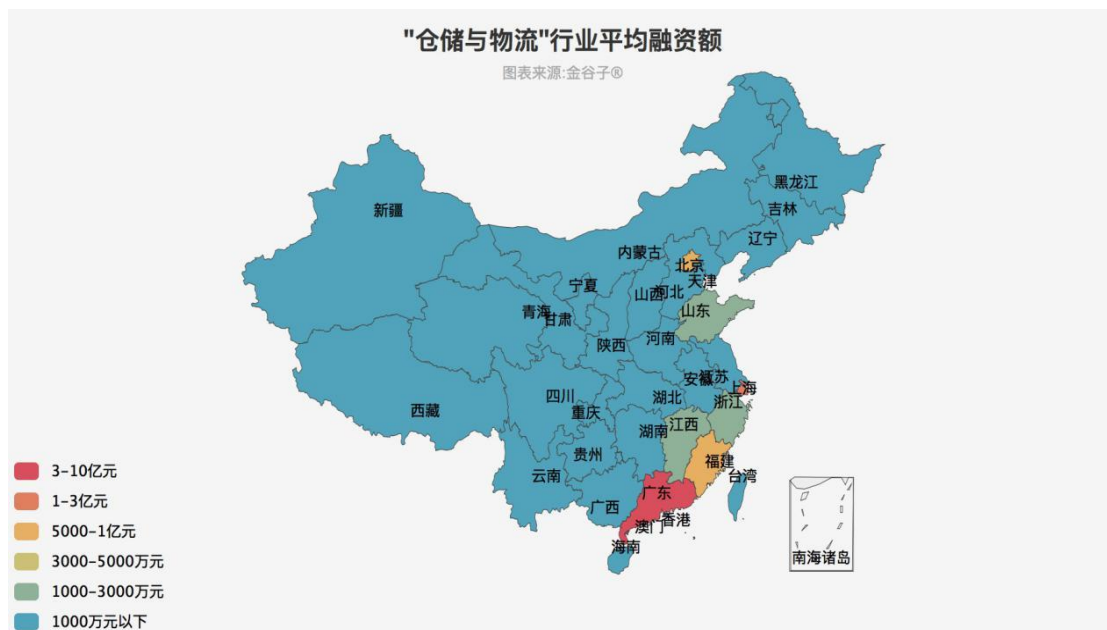 "仓储与物流"行业平均融资额
图表来源:金谷子®
黑龙江
新疆
吉林
辽宁
内蒙古
北京
天津
宁夏
山西
河北
青海
甘肃
山东
陕西
河南
安徽
江苏
上海
四川
湖北
浙江
西藏
重庆
湖南
江西
贵州
福建
云南
台湾
广西
广东
香港
澳门
海南
南海诸岛
3-10亿元
1-3亿元
5000-1亿元
3000-5000万元
1000-3000万元
1000万元以下